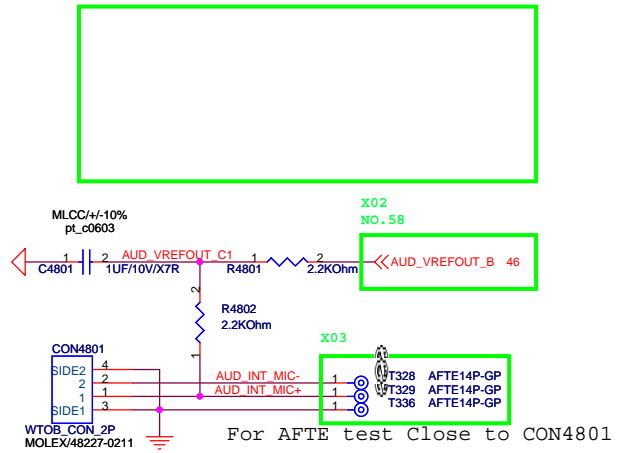 X02
NO.58
MLCC/+/-10%
pt_c0603
1 2 AUD_VREFOUT_C1 1 2 AUD_VREFOUT_B 46
C4801 1UF/10V/X7R R4801 2.2KOhm
2
R4802
2.2KOhm
X03
1
CON4801
SIDE2 4
2 2 AUD_INT_MIC- 1 T328 AFTE14P-GP
1 1 AUD_INT_MIC+ 1 T329 AFTE14P-GP
SIDE1 3 1 T336 AFTE14P-GP
WTOB_CON_2P
MOLEX/48227-0211
For AFTE test Close to CON4801